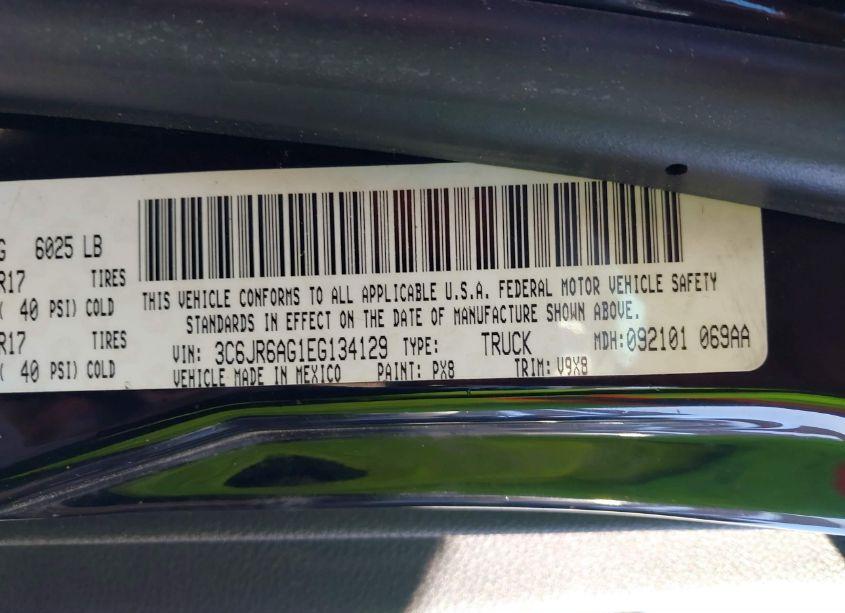 G 6025 LB
R17 TIRES
( 40 PSI) COLD
R17 TIRES
( 40 PSI) COLD
THIS VEHICLE CONFORMS TO ALL APPLICABLE U.S.A. FEDERAL MOTOR VEHICLE SAFETY
STANDARDS IN EFFECT ON THE DATE OF MANUFACTURE SHOWN ABOVE.
VIN: 3C6JR6AG1EG134129 TYPE: TRUCK MDH:092101 069AA
VEHICLE MADE IN MEXICO PAINT: PX8 TRIM: V9X8